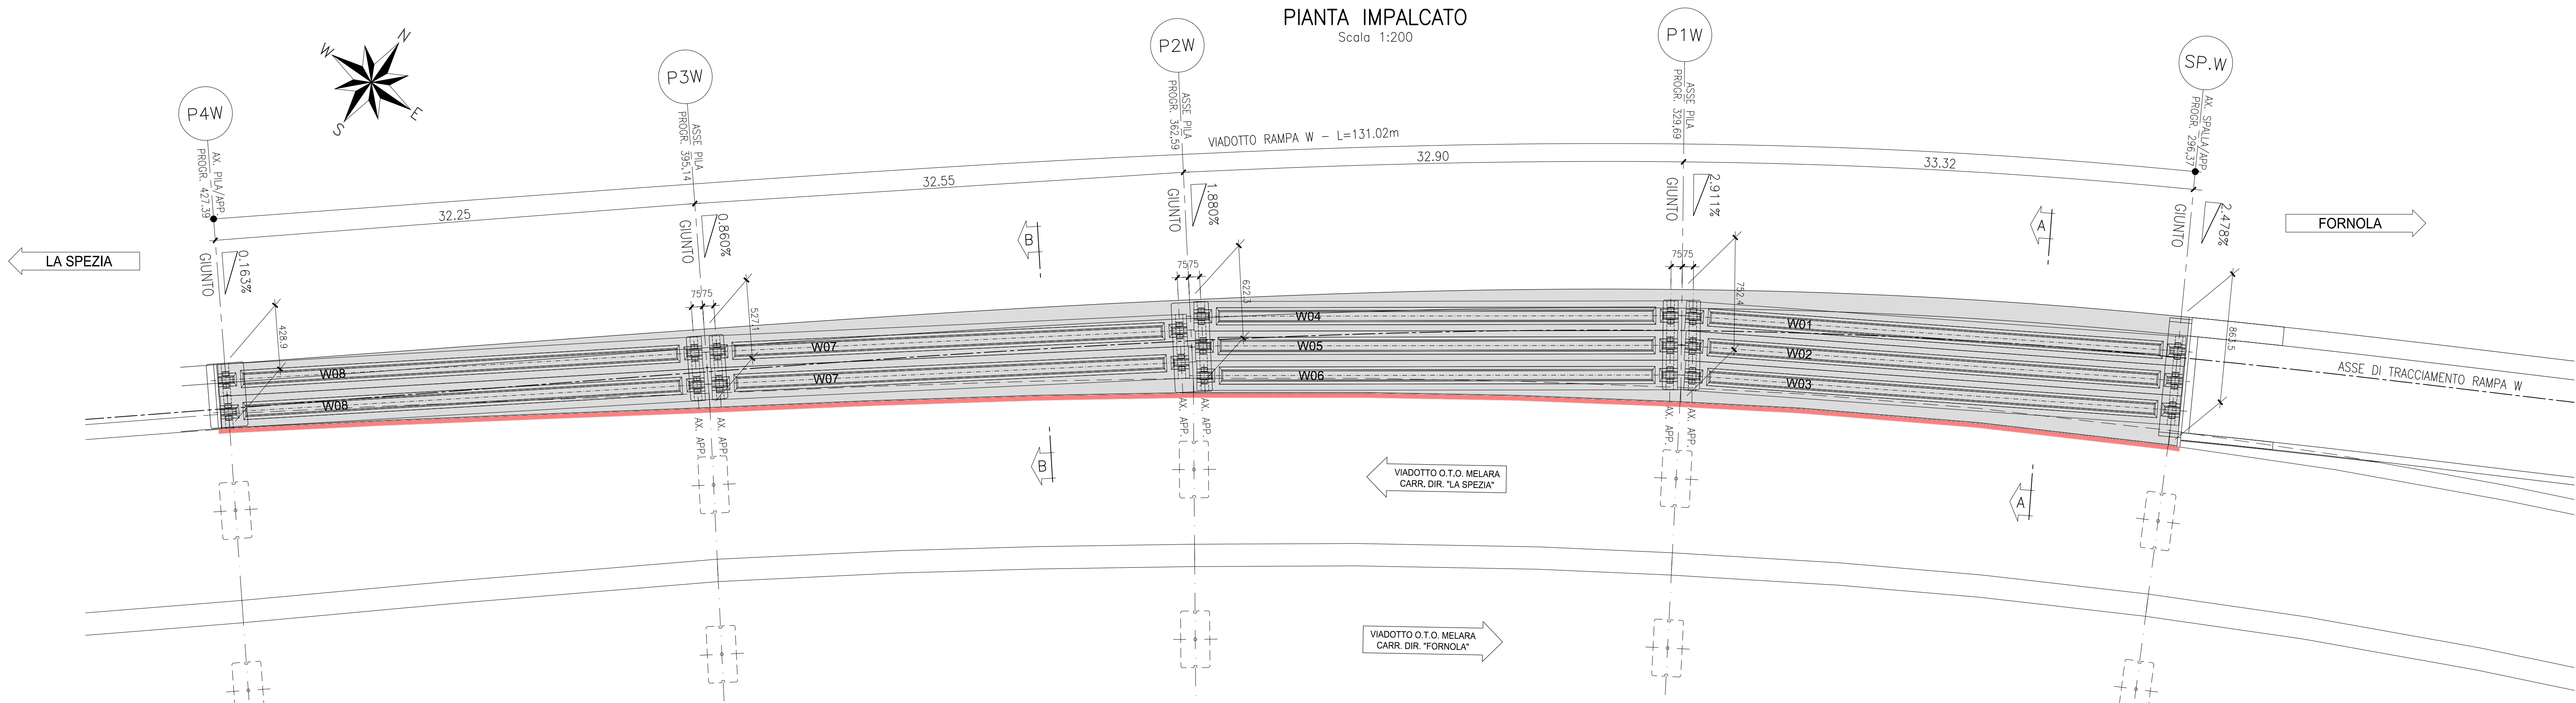 PIANTA IMPALCATO
Scala 1:200
W
N
S
E
P4W
P3W
P2W
P1W
SP.W
AX. PILA/APP.
PROGR. 427.39
ASSE PILA
PROGR. 395,14
ASSE PILA
PROGR. 362,59
ASSE PILA
PROGR. 329,69
AX. SPALLA/APP.
PROGR. 296,37
VIADOTTO RAMPA W - L=131.02m
32.25
32.55
32.90
33.32
GIUNTO
0.163%
GIUNTO
0.860%
GIUNTO
1.880%
GIUNTO
2.911%
GIUNTO
2.478%
LA SPEZIA
FORNOLA
B
A
75 75
75 75
75 75
428.9
527.1
622.3
752.4
863.5
W08
W08
W07
W07
W04
W05
W06
W01
W02
W03
ASSE DI TRACCIAMENTO RAMPA W
AX. APP.
AX. APP.
AX. APP.
AX. APP.
AX. APP.
AX. APP.
B
A
VIADOTTO O.T.O. MELARA
CARR. DIR. "LA SPEZIA"
VIADOTTO O.T.O. MELARA
CARR. DIR. "FORNOLA"